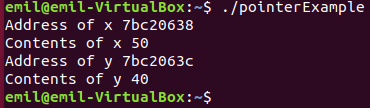 emil@emil-VirtualBox:~$ ./pointerExample
Address of x 7bc20638
Contents of x 50
Address of y 7bc2063c
Contents of y 40
emil@emil-VirtualBox:~$